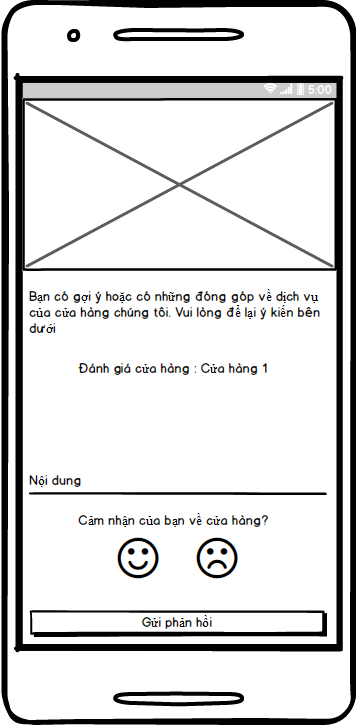 5:00
Bạn có gợi ý hoặc có những đóng góp về dịch vụ
của cửa hàng chúng tôi. Vui lòng để lại ý kiến bên
dưới
Đánh giá cửa hàng : Cửa hàng 1
Nội dung
Cảm nhận của bạn về cửa hàng?
Gửi phản hồi